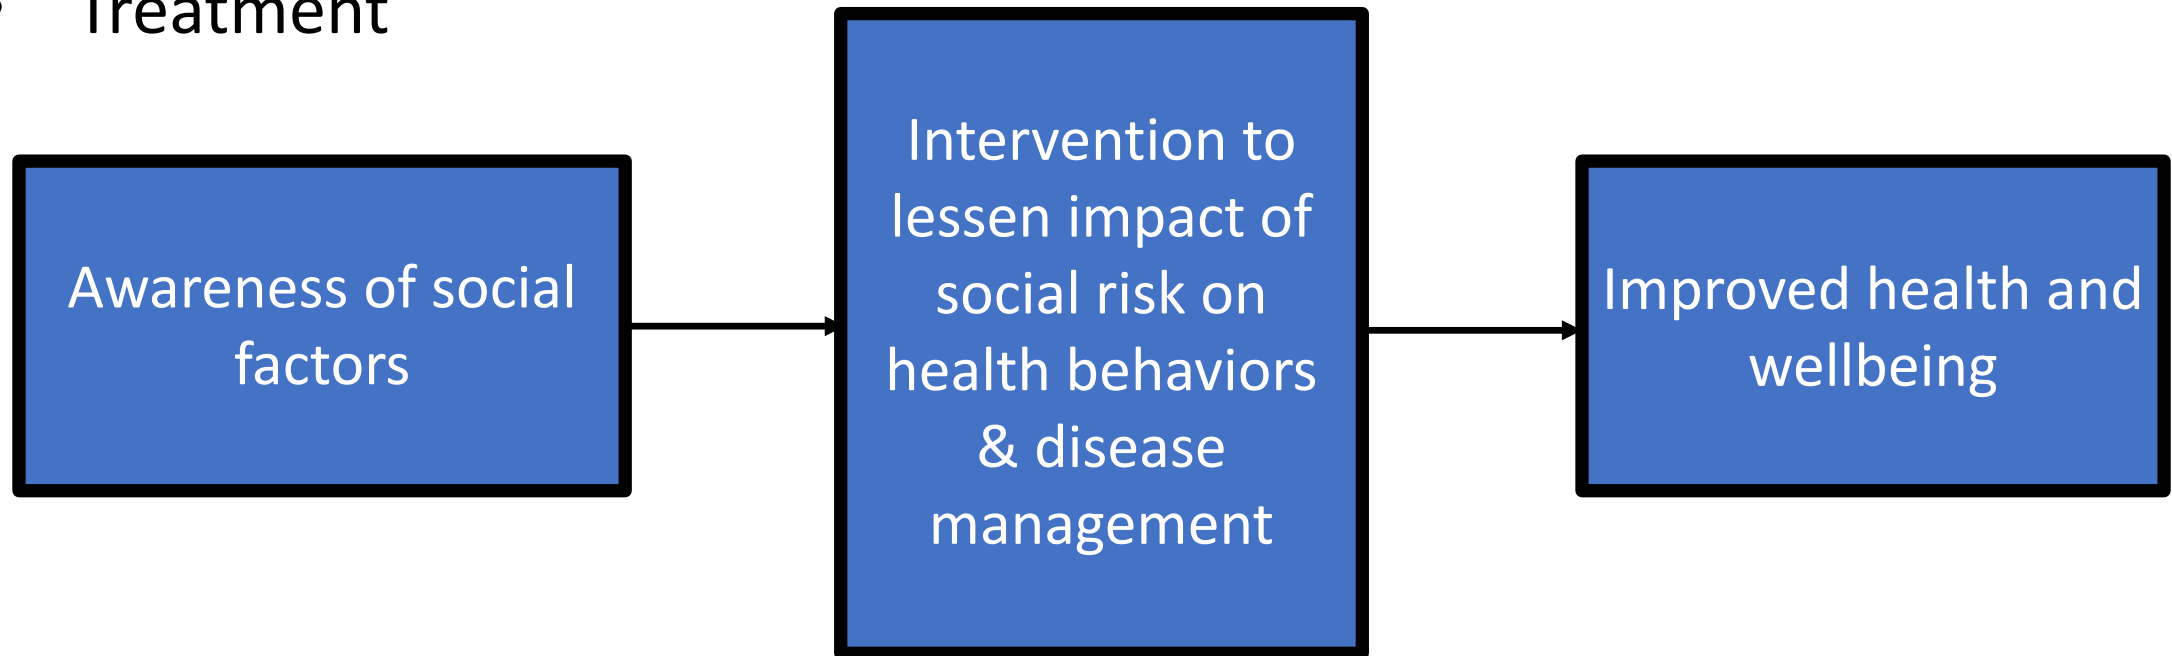 • Treatment
Awareness of social
factors
Intervention to
lessen impact of
social risk on
health behaviors
& disease
management
Improved health and
wellbeing